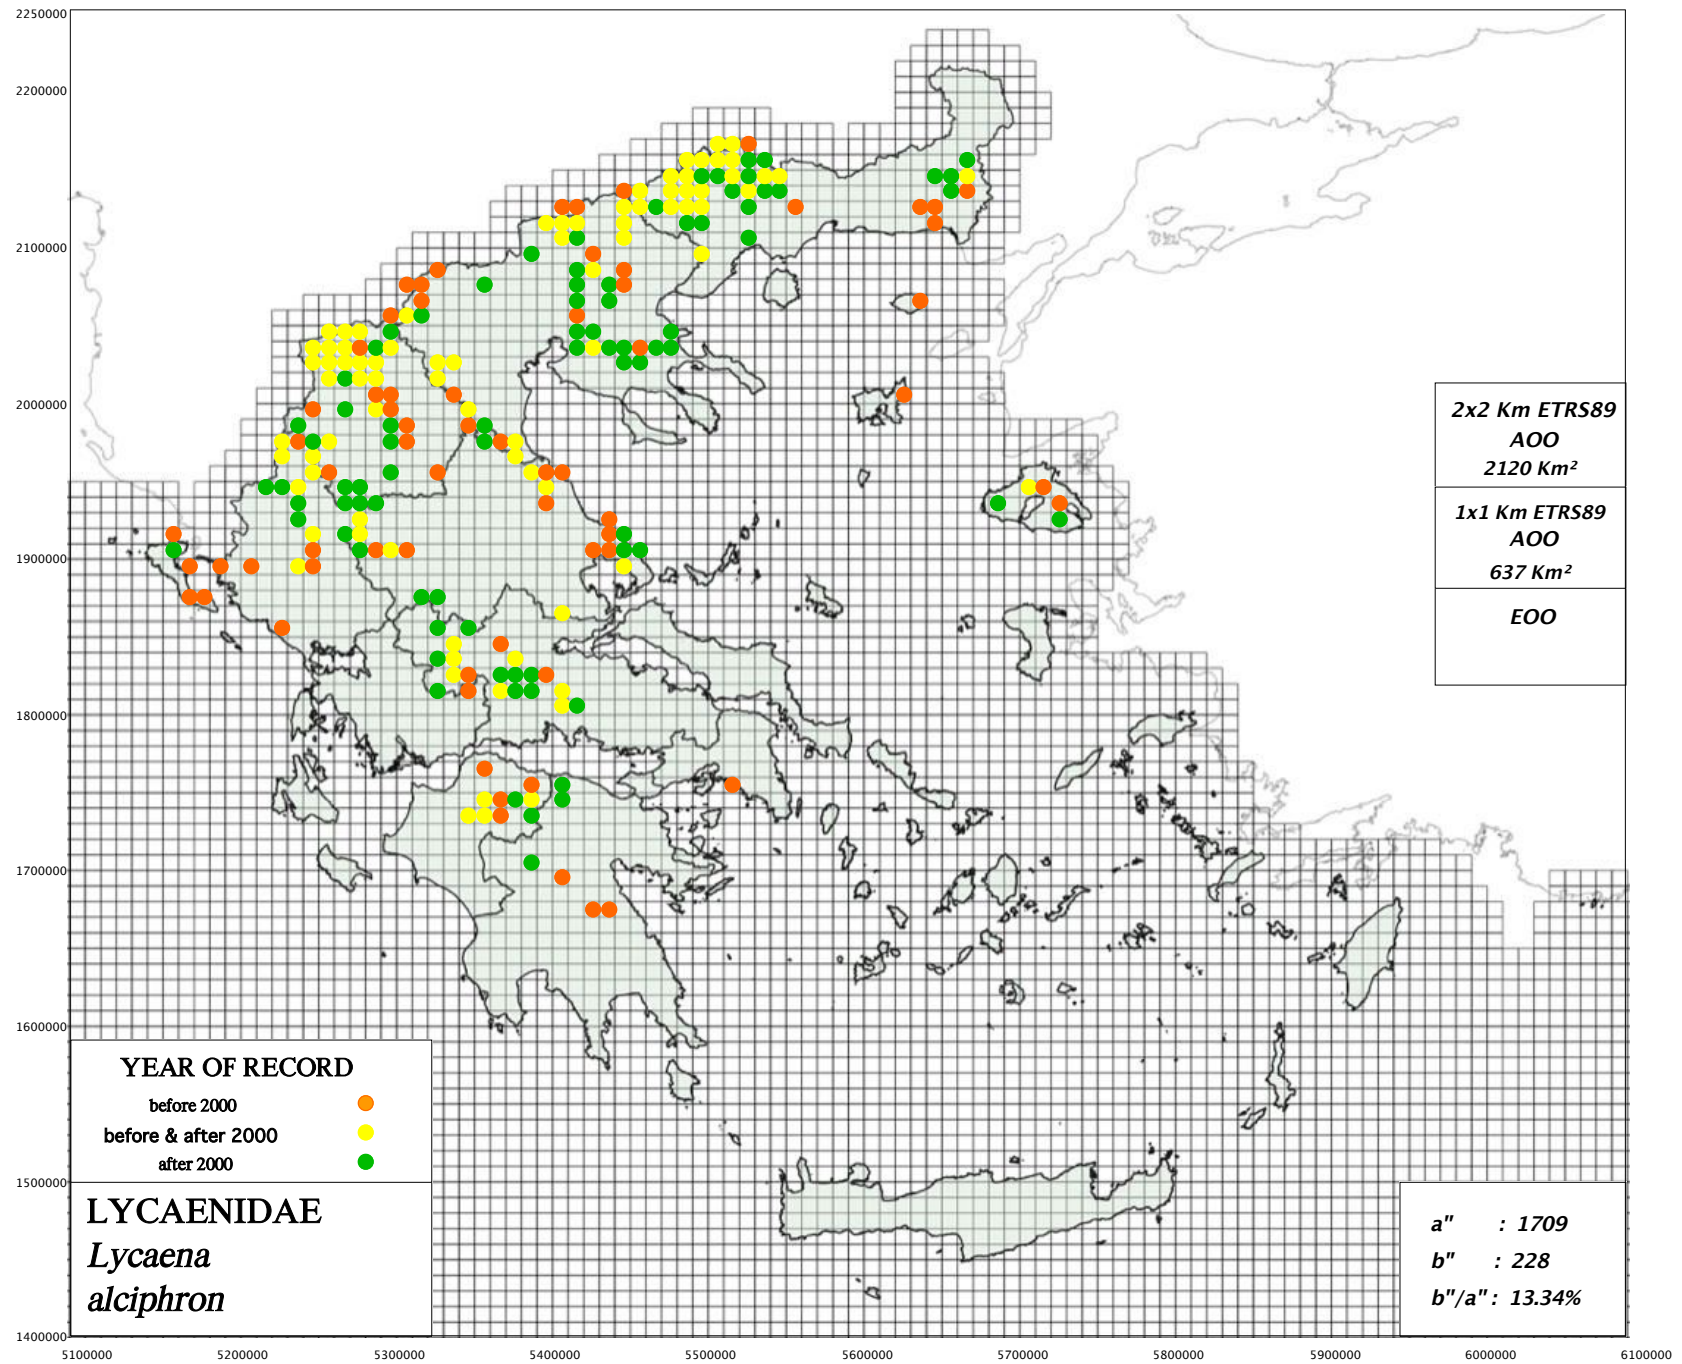 2250000
2200000
2100000
2000000
1900000
1800000
1700000
1600000
1500000
1400000
2x2 Km ETRS89
AOO
2120 Km²
1x1 Km ETRS89
AOO
637 Km²
EOO
YEAR OF RECORD
before 2000
before & after 2000
after 2000
LYCAENIDAE
Lycaena
alciphron
a" : 1709
b" : 228
b"/a" : 13.34%
5100000 5200000 5300000 5400000 5500000 5600000 5700000 5800000 5900000 6000000 6100000